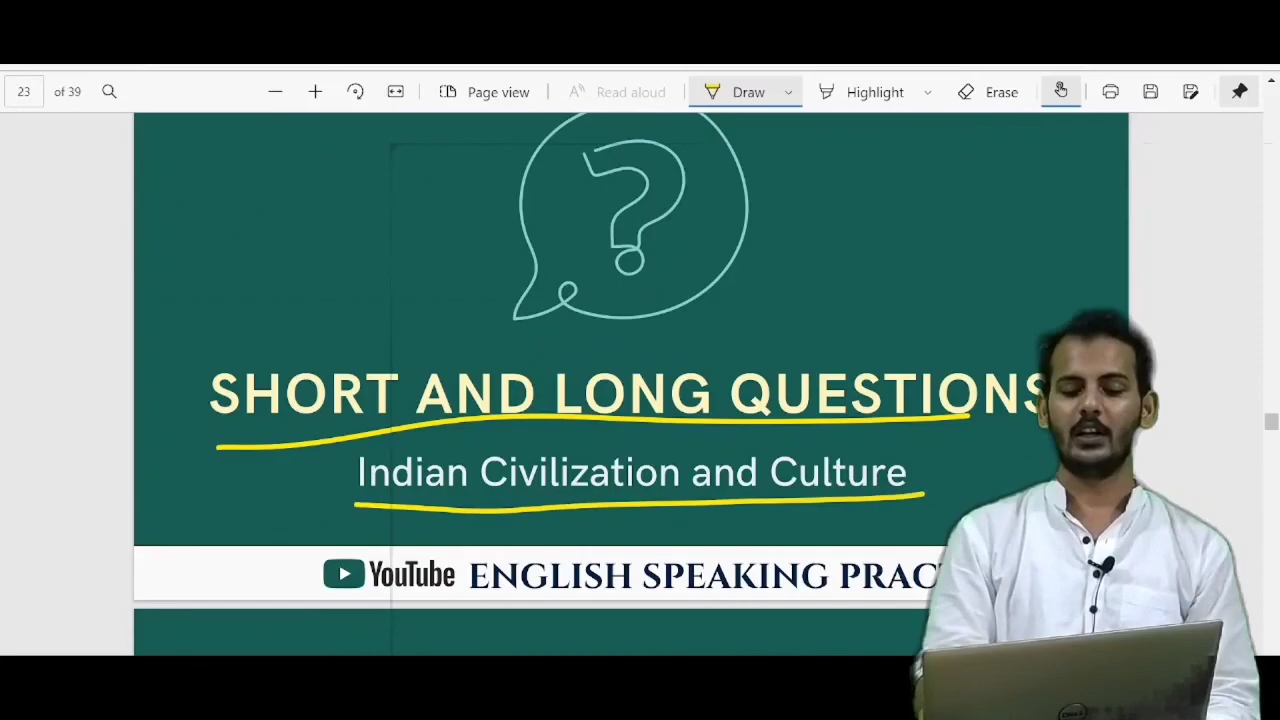 23 of 39 Page view Read aloud Draw Highlight Erase
SHORT AND LONG QUESTIONS
Indian Civilization and Culture
YouTube ENGLISH SPEAKING PRAC
DELL